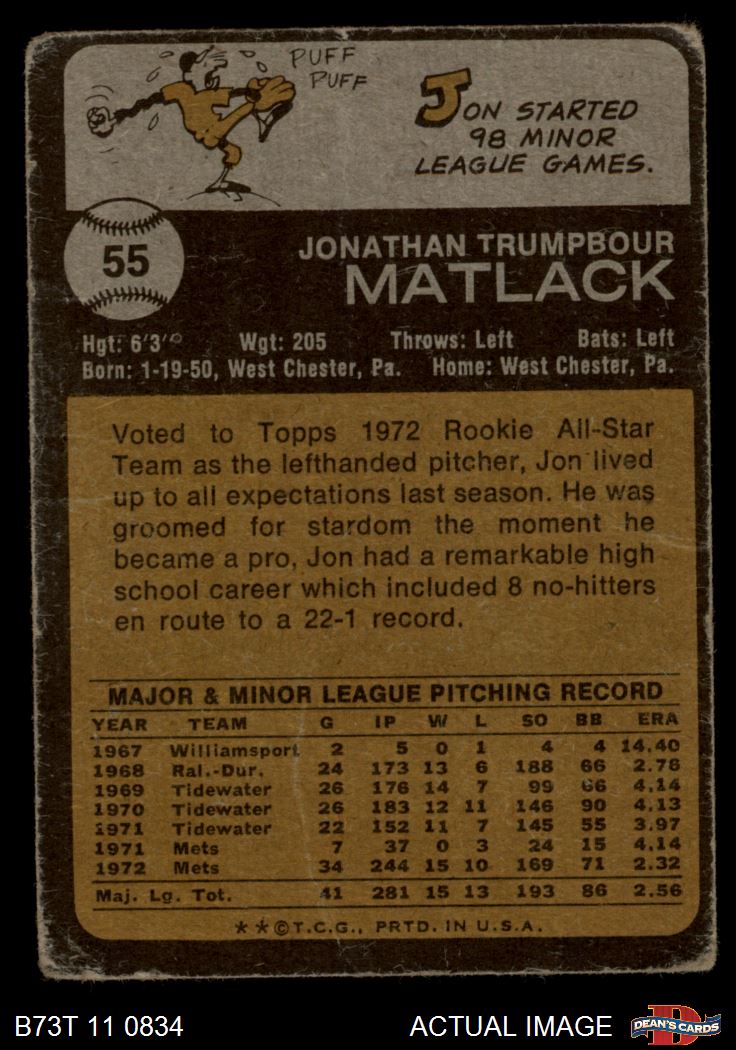 PUFF
PUFF
JON STARTED
98 MINOR
LEAGUE GAMES.
55
JONATHAN TRUMPBOUR
MATLACK
Hgt: 6'3" Wgt: 205 Throws: Left Bats: Left
Born: 1-19-50, West Chester, Pa. Home: West Chester, Pa.
Voted to Topps 1972 Rookie All-Star
Team as the lefthanded pitcher, Jon lived
up to all expectations last season. He was
groomed for stardom the moment he
became a pro, Jon had a remarkable high
school career which included 8 no-hitters
en route to a 22-1 record.
MAJOR & MINOR LEAGUE PITCHING RECORD
YEAR TEAM G IP W L SO BB ERA
1967 Williamsport 2 5 0 1 4 4 14.40
1968 Ral.-Dur. 24 173 13 6 188 66 2.76
1969 Tidewater 26 176 14 7 99 66 4.14
1970 Tidewater 26 183 12 11 146 90 4.13
1971 Tidewater 22 152 11 7 145 55 3.97
1971 Mets 7 37 0 3 24 15 4.14
1972 Mets 34 244 15 10 169 71 2.32
Maj. Lg. Tot. 41 281 15 13 193 86 2.56
**©T.C.G., PRTD. IN U.S.A.
B73T 11 0834 ACTUAL IMAGE
DEAN'S CARDS